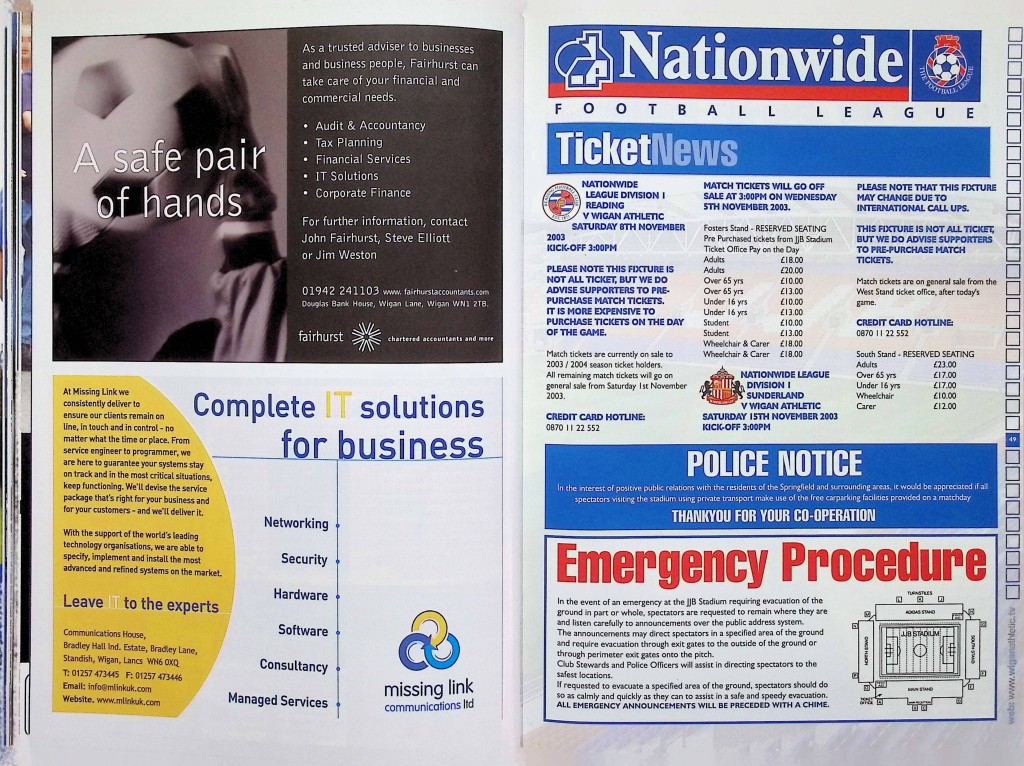 A safe pair
of hands
As a trusted adviser to businesses
and business people, Fairhurst can
take care of your financial and
commercial needs.
• Audit & Accountancy
• Tax Planning
• Financial Services
• IT Solutions
• Corporate Finance
For further information, contact
John Fairhurst, Steve Elliott
or Jim Weston
01942 241103 www. fairhurstaccountants.com
Douglas Bank House, Wigan Lane, Wigan WN1 2TB.
fairhurst chartered accountants and more
At Missing Link we
consistently deliver to
ensure our clients remain on
line, in touch and in control - no
matter what the time or place. From
service engineer to programmer, we
are here to guarantee your systems stay
on track and in the most critical situations,
keep functioning. We'll devise the service
package that's right for your business and
for your customers - and we'll deliver it.
With the support of the world's leading
technology organisations, we are able to
specify, implement and install the most
advanced and refined systems on the market.
Leave IT to the experts
Communications House,
Bradley Hall Ind. Estate, Bradley Lane,
Standish, Wigan, Lancs WN6 0XQ
T: 01257 473445 F: 01257 473446
Email: info@mlinkuk.com
Website. www.mlinkuk.com
Complete IT solutions
for business
Networking
Security
Hardware
Software
Consultancy
Managed Services
missing link
communications ltd
Nationwide
THE FOOTBALL LEAGUE
FOOTBALL LEAGUE
TicketNews
NATIONWIDE
LEAGUE DIVISION 1
READING
V WIGAN ATHLETIC
SATURDAY 8TH NOVEMBER
2003
KICK-OFF 3:00PM
PLEASE NOTE THIS FIXTURE IS
NOT ALL TICKET, BUT WE DO
ADVISE SUPPORTERS TO PRE-
PURCHASE MATCH TICKETS.
IT IS MORE EXPENSIVE TO
PURCHASE TICKETS ON THE DAY
OF THE GAME.
Match tickets are currently on sale to
2003 / 2004 season ticket holders.
All remaining match tickets will go on
general sale from Saturday 1st November
2003.
CREDIT CARD HOTLINE:
0870 11 22 552
MATCH TICKETS WILL GO OFF
SALE AT 3:00PM ON WEDNESDAY
5TH NOVEMBER 2003.
Fosters Stand - RESERVED SEATING
Pre Purchased tickets from JJB Stadium
Ticket Office Pay on the Day
Adults £18.00
Adults £20.00
Over 65 yrs £10.00
Over 65 yrs £13.00
Under 16 yrs £10.00
Under 16 yrs £13.00
Student £10.00
Student £13.00
Wheelchair & Carer £18.00
Wheelchair & Carer £18.00
NATIONWIDE LEAGUE
DIVISION 1
SUNDERLAND
V WIGAN ATHLETIC
SATURDAY 15TH NOVEMBER 2003
KICK-OFF 3:00PM
PLEASE NOTE THAT THIS FIXTURE
MAY CHANGE DUE TO
INTERNATIONAL CALL UPS.
THIS FIXTURE IS NOT ALL TICKET,
BUT WE DO ADVISE SUPPORTERS
TO PRE-PURCHASE MATCH
TICKETS.
Match tickets are on general sale from the
West Stand ticket office, after today's
game.
CREDIT CARD HOTLINE:
0870 11 22 552
South Stand - RESERVED SEATING
Adults £23.00
Over 65 yrs £17.00
Under 16 yrs £17.00
Wheelchair £10.00
Carer £12.00
POLICE NOTICE
In the interest of positive public relations with the residents of the Springfield and surrounding areas, it would be appreciated if all
spectators visiting the stadium using private transport make use of the free carparking facilities provided on a matchday
THANKYOU FOR YOUR CO-OPERATION
Emergency Procedure
In the event of an emergency at the JJB Stadium requiring evacuation of the
ground in part or whole, spectators are requested to remain where they are
and listen carefully to announcements over the public address system.
The announcements may direct spectators in a specified area of the ground
and require evacuation through exit gates to the outside of the ground or
through perimeter exit gates onto the pitch.
Club Stewards and Police Officers will assist in directing spectators to the
safest locations.
If requested to evacuate a specified area of the ground, spectators should do
so as calmly and quickly as they can to assist in a safe and speedy evacuation.
ALL EMERGENCY ANNOUNCEMENTS WILL BE PRECEDED WITH A CHIME.
TURNSTILES
ADIDAS STAND
NORTH STAND
JJB STADIUM
SOUTH STAND
MAIN STAND
TICKET OFFICE
49
web: www.wiganathletic.tv